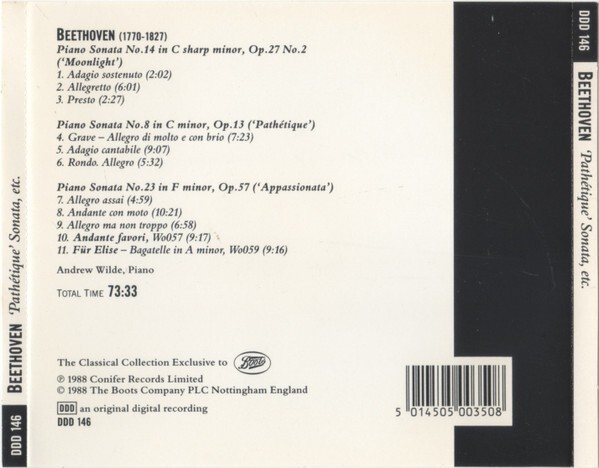 BEETHOVEN (1770-1827)
Piano Sonata No.14 in C sharp minor, Op.27 No.2
(‘Moonlight’)
1. Adagio sostenuto (2:02)
2. Allegretto (6:01)
3. Presto (2:27)
Piano Sonata No.8 in C minor, Op.13 (‘Pathétique’)
4. Grave – Allegro di molto e con brio (7:23)
5. Adagio cantabile (9:07)
6. Rondo. Allegro (5:32)
Piano Sonata No.23 in F minor, Op.57 (‘Appassionata’)
7. Allegro assai (4:59)
8. Andante con moto (10:21)
9. Allegro ma non troppo (6:58)
10. Andante favori, Wo057 (9:17)
11. Für Elise – Bagatelle in A minor, Wo059 (9:16)
Andrew Wilde, Piano
TOTAL TIME 73:33
The Classical Collection Exclusive to Boots
℗ 1988 Conifer Records Limited
© 1988 The Boots Company PLC Nottingham England
DDD an original digital recording
DDD 146
5 014505 003508
DDD 146 BEETHOVEN ‘Pathétique’ Sonata, etc.
DDD 146 BEETHOVEN ‘Pathétique’ Sonata, etc.